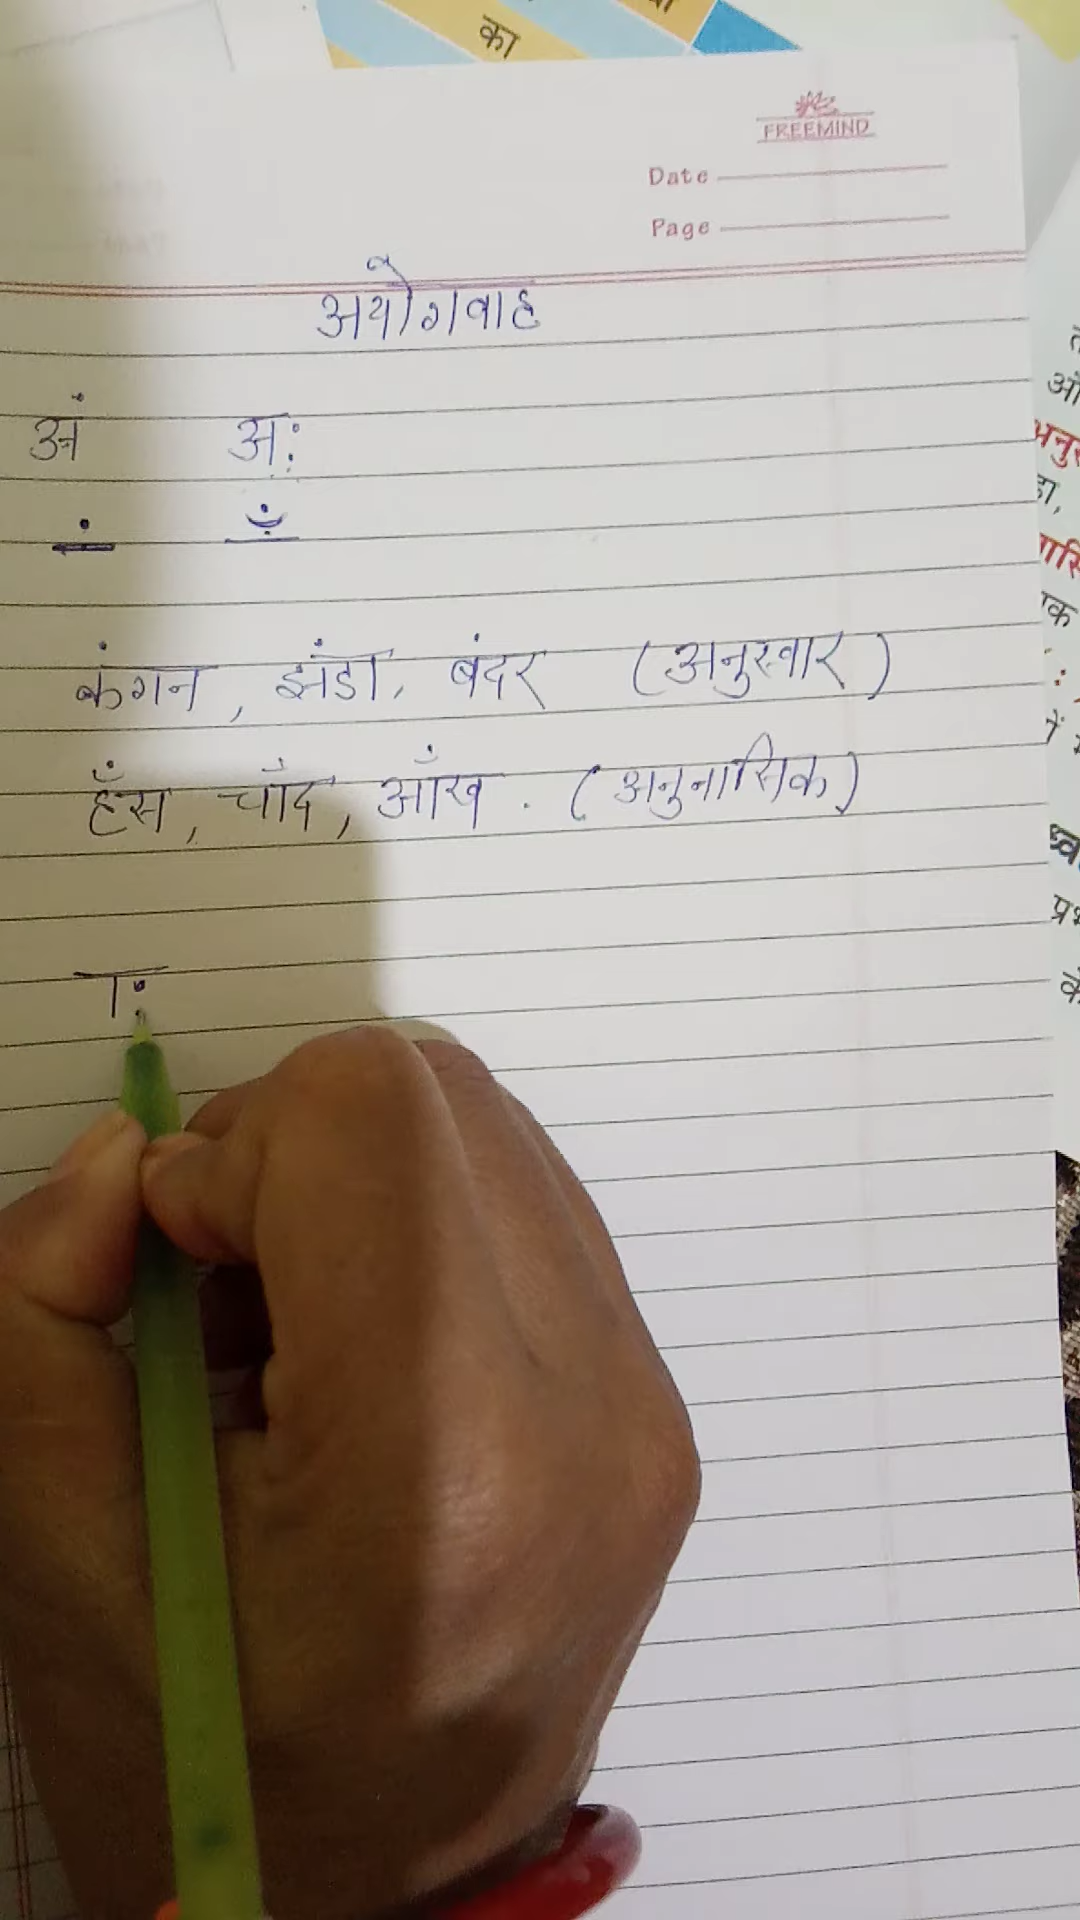 का
FREEMIND
Date
Page
अयोगवाह
अं अः
ं ँ
कंगन, झंडा, बंदर (अनुस्वार)
हँस, चाँद, आँख . (अनुनासिक)
ाः